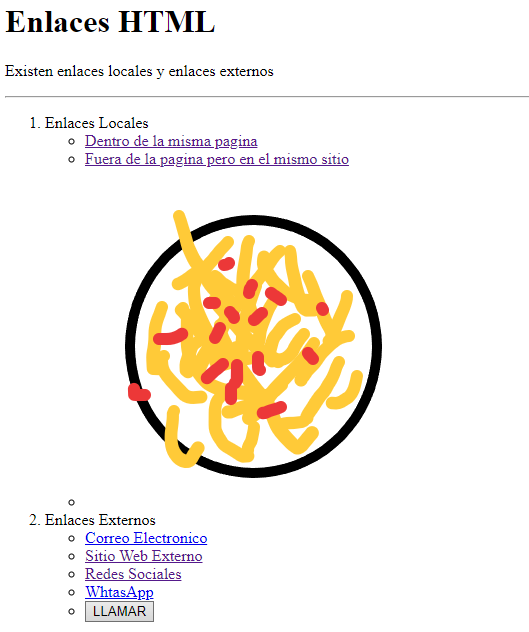 Enlaces HTML
Existen enlaces locales y enlaces externos
1. Enlaces Locales
Dentro de la misma pagina
Fuera de la pagina pero en el mismo sitio
2. Enlaces Externos
Correo Electronico
Sitio Web Externo
Redes Sociales
WhtasApp
LLAMAR